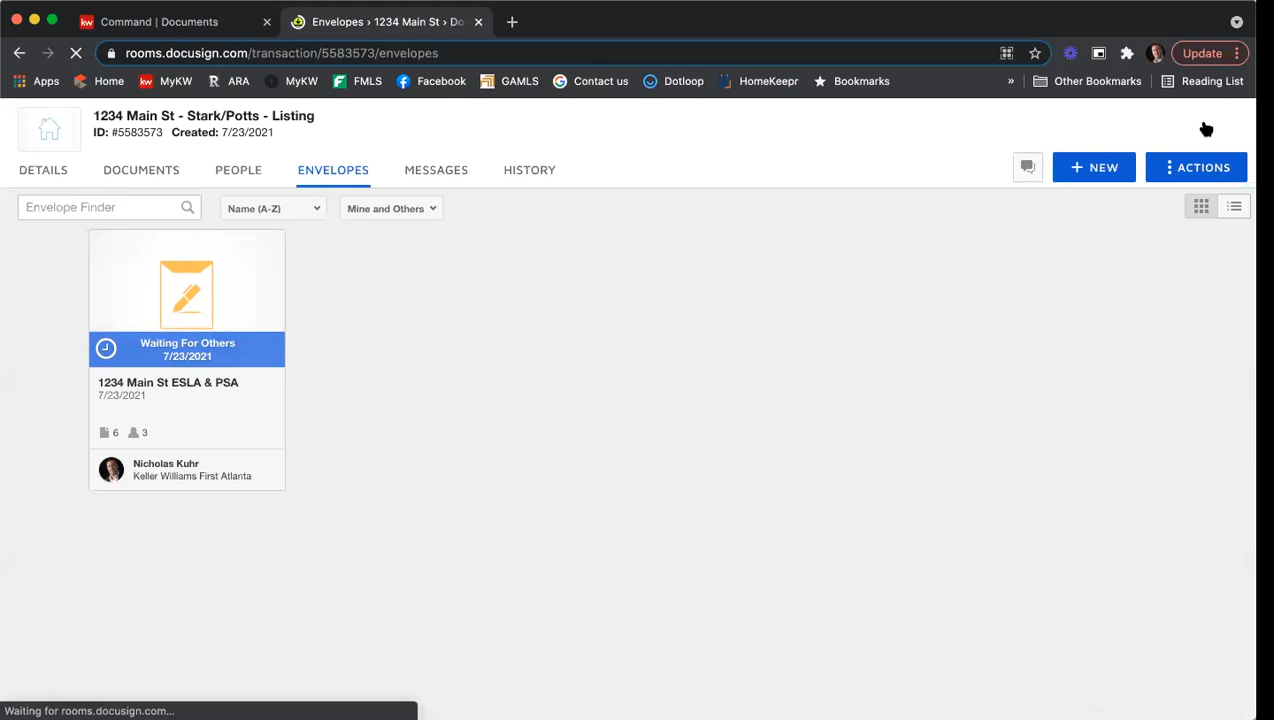 kw Command | Documents
Envelopes › 1234 Main St › Do
rooms.docusign.com/transaction/5583573/envelopes
Update
Apps
Home
kw MyKW
R ARA
MyKW
FMLS
Facebook
GAMLS
Contact us
Dotloop
HomeKeepr
Bookmarks
»
Other Bookmarks
Reading List
1234 Main St - Stark/Potts - Listing
ID: #5583573 Created: 7/23/2021
DETAILS
DOCUMENTS
PEOPLE
ENVELOPES
MESSAGES
HISTORY
+ NEW
ACTIONS
Envelope Finder
Name (A-Z)
Mine and Others
Waiting For Others
7/23/2021
1234 Main St ESLA & PSA
7/23/2021
6 3
Nicholas Kuhr
Keller Williams First Atlanta
Waiting for rooms.docusign.com...